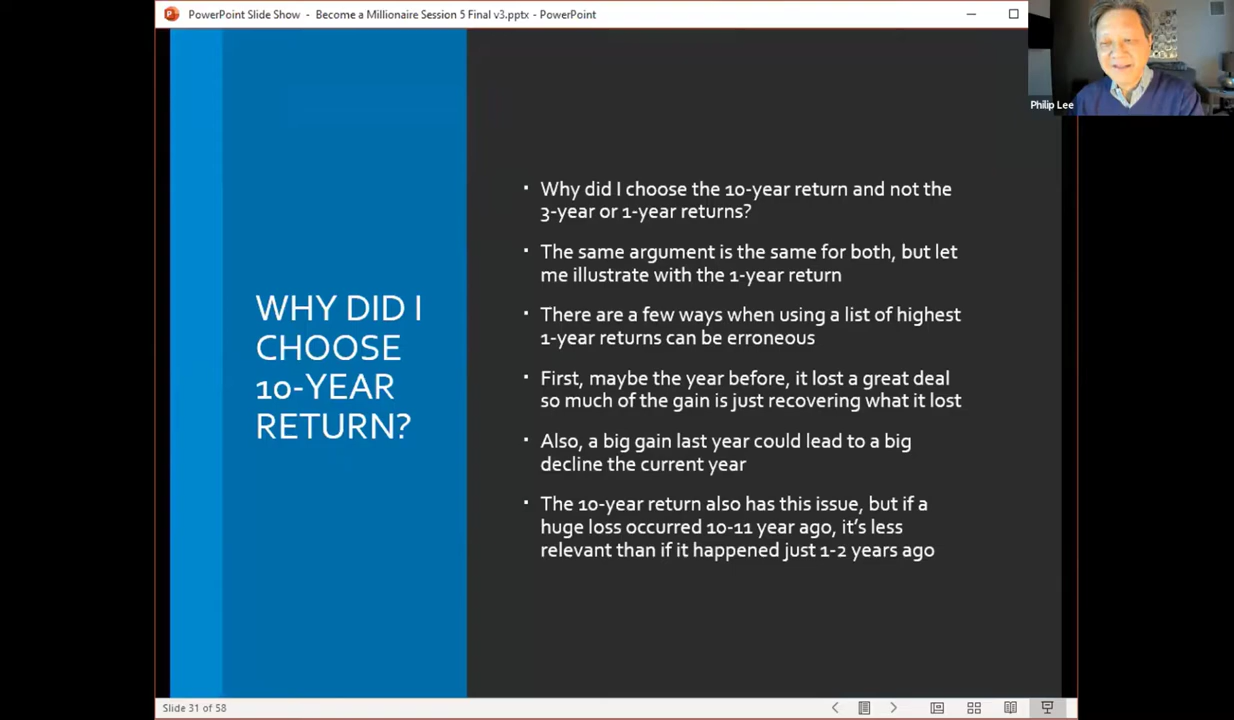 PowerPoint Slide Show - Become a Millionaire Session 5 Final v3.pptx - PowerPoint
Philip Lee
WHY DID I
CHOOSE
10-YEAR
RETURN?
▪ Why did I choose the 10-year return and not the
3-year or 1-year returns?
▪ The same argument is the same for both, but let
me illustrate with the 1-year return
▪ There are a few ways when using a list of highest
1-year returns can be erroneous
▪ First, maybe the year before, it lost a great deal
so much of the gain is just recovering what it lost
▪ Also, a big gain last year could lead to a big
decline the current year
▪ The 10-year return also has this issue, but if a
huge loss occurred 10-11 year ago, it's less
relevant than if it happened just 1-2 years ago
Slide 31 of 58